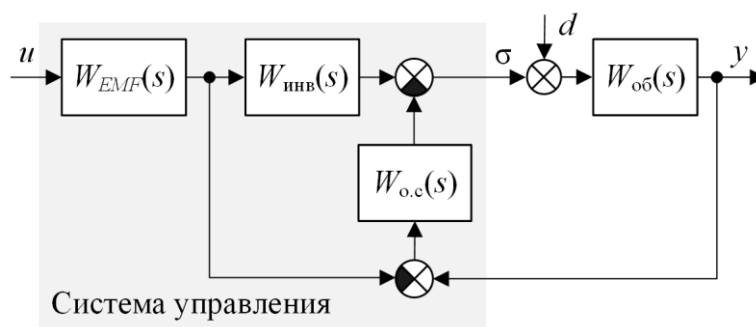 u
W_EMF(s)
W_инв(s)
σ
d
W_об(s)
y
W_о.с(s)
Система управления